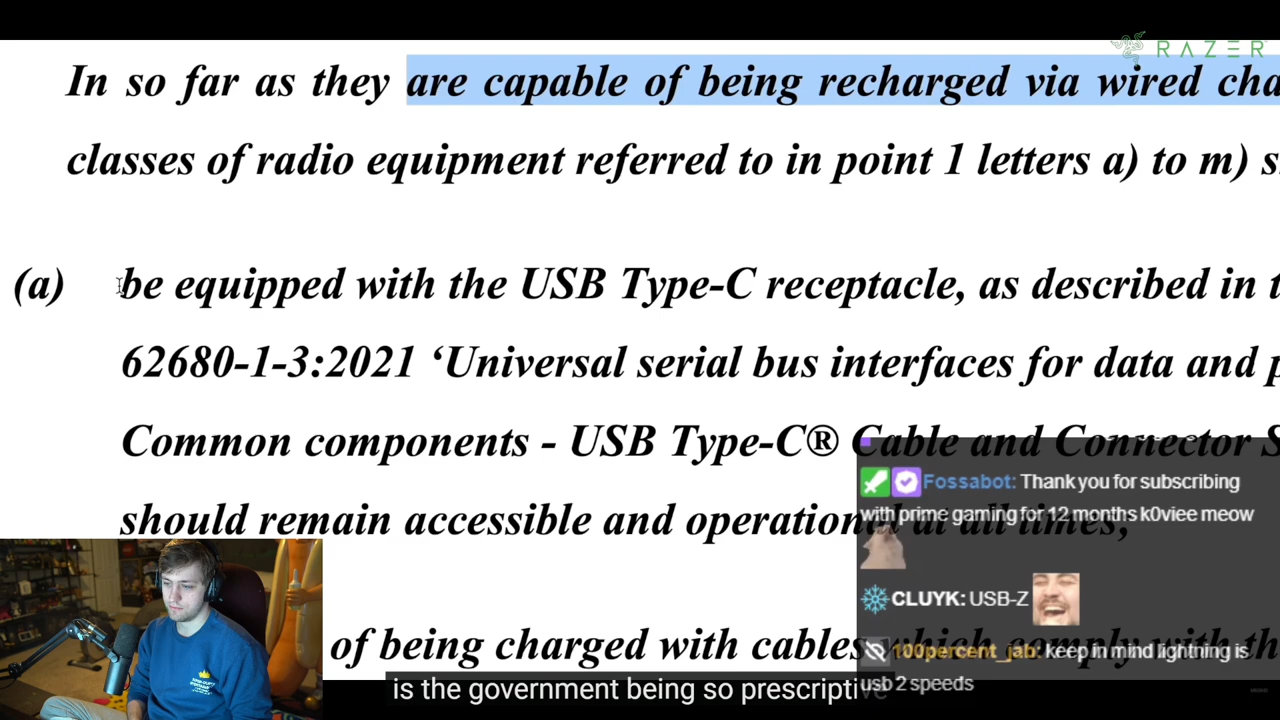 RAZER
In so far as they are capable of being recharged via wired cha
classes of radio equipment referred to in point 1 letters a) to m) s
(a) be equipped with the USB Type-C receptacle, as described in t
62680-1-3:2021 ‘Universal serial bus interfaces for data and p
Common components - USB Type-C® Cable and Connector S
should remain accessible and operational at all times;
of being charged with cables which comply with th
Fossabot: Thank you for subscribing
with prime gaming for 12 months k0viee meow
CLUYK: USB-Z
100percent_jab: keep in mind lightning is
usb 2 speeds
is the government being so prescriptive